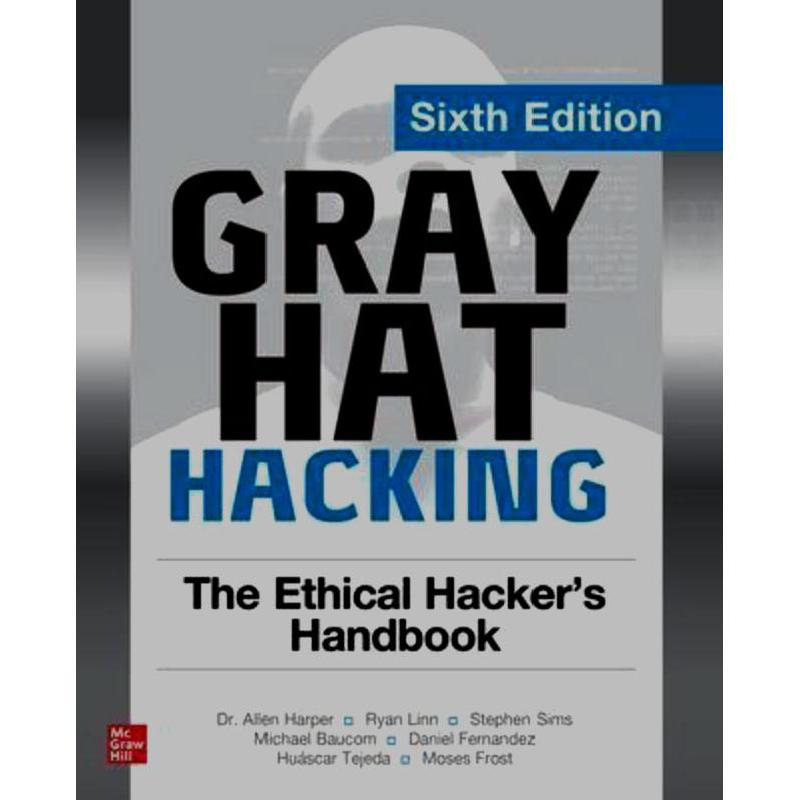 Sixth Edition
GRAY
HAT
HACKING
The Ethical Hacker's
Handbook
Dr. Allen Harper ▫ Ryan Linn ▫ Stephen Sims
Michael Baucom ▫ Daniel Fernandez
Huáscar Tejeda ▫ Moses Frost
Mc
Graw
Hill